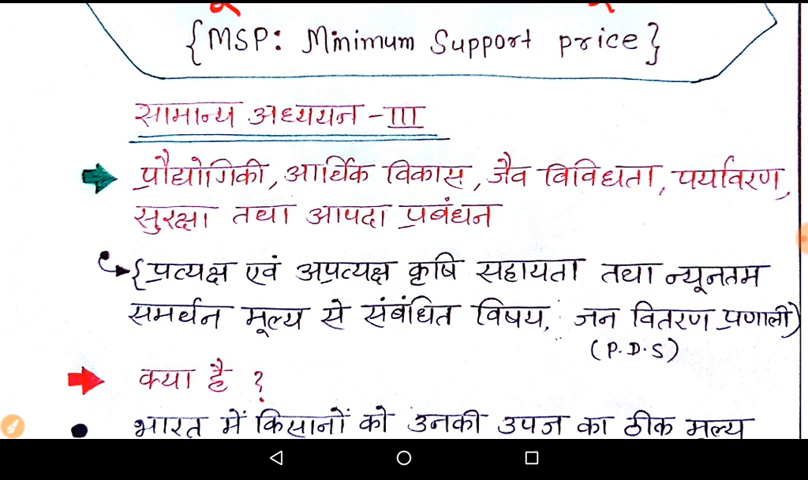 {MSP: Minimum Support price}
सामान्य अध्ययन -III
प्रौद्योगिकी, आर्थिक विकास, जैव विविधता, पर्यावरण,
सुरक्षा तथा आपदा प्रबंधन
{प्रत्यक्ष एवं अप्रत्यक्ष कृषि सहायता तथा न्यूनतम
समर्थन मूल्य से संबंधित विषय, जन वितरण प्रणाली}
(P.D.S)
क्या है ?
भारत में किसानों को उनकी उपज का ठीक मूल्य